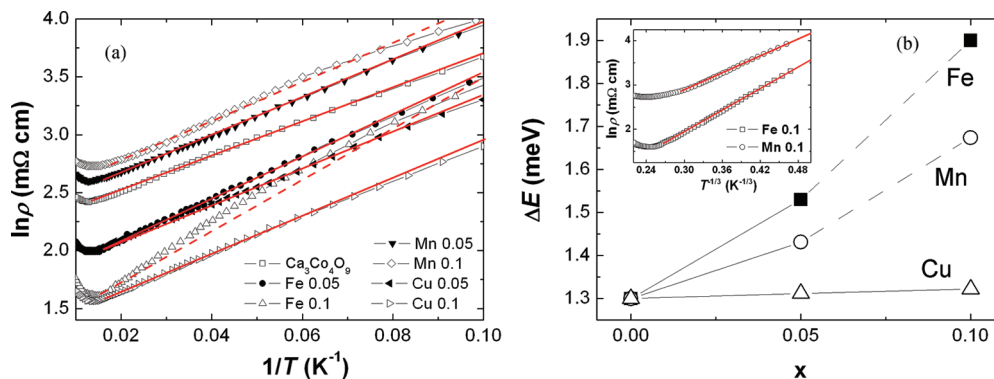 (a)
4.0
3.5
3.0
2.5
2.0
1.5
lnρ (mΩ cm)
0.02 0.04 0.06 0.08 0.10
1/T (K⁻¹)
Ca₃Co₄O₉
Fe 0.05
Fe 0.1
Mn 0.05
Mn 0.1
Cu 0.05
Cu 0.1
(b)
1.9
1.8
1.7
1.6
1.5
1.4
1.3
ΔE (meV)
0.00 0.05 0.10
x
Fe
Mn
Cu
4
3
2
lnρ (mΩ cm)
0.24 0.30 0.36 0.42 0.48
T⁻¹/³ (K⁻¹/³)
Fe 0.1
Mn 0.1